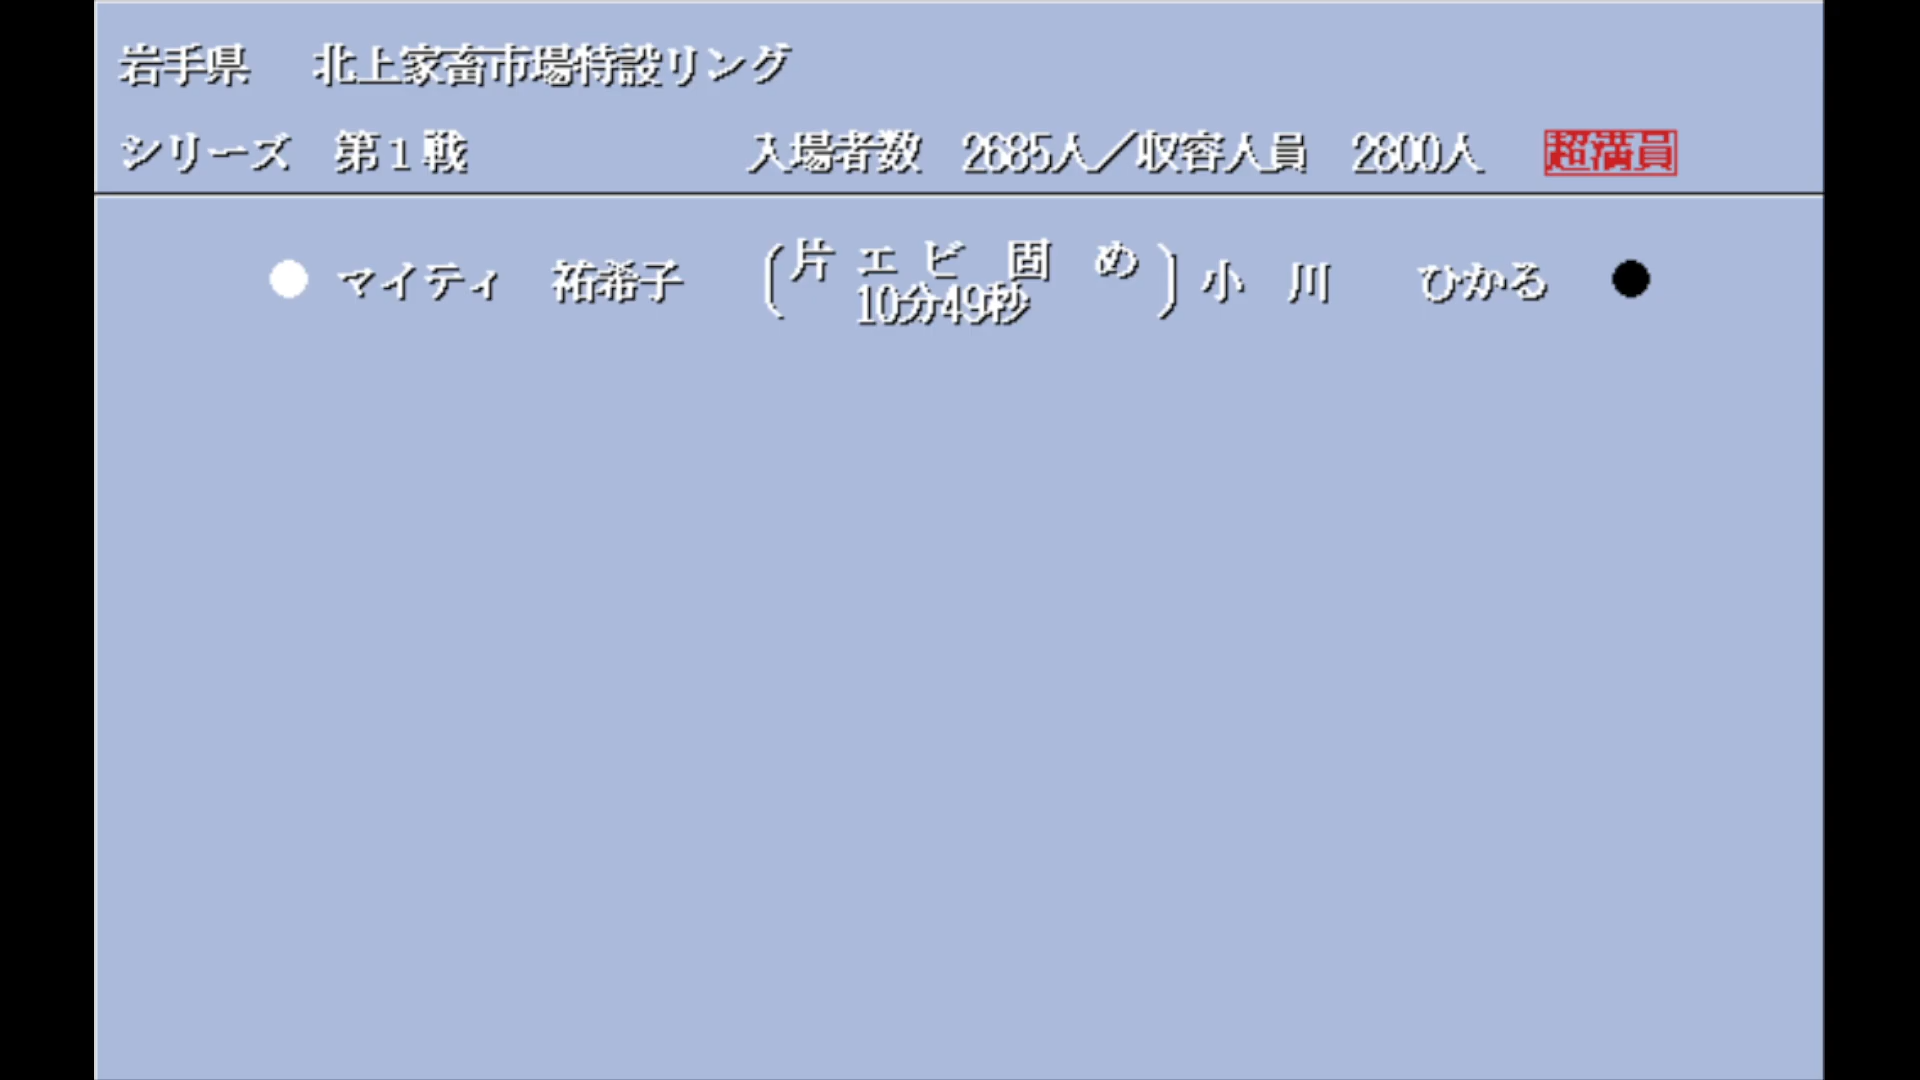 岩手県　北上家畜市場特設リング
シリーズ　第１戦　入場者数　2685人／収容人員　2800人　超満員
マイティ　祐希子　(片エビ固め　10分49秒)　小川　ひかる